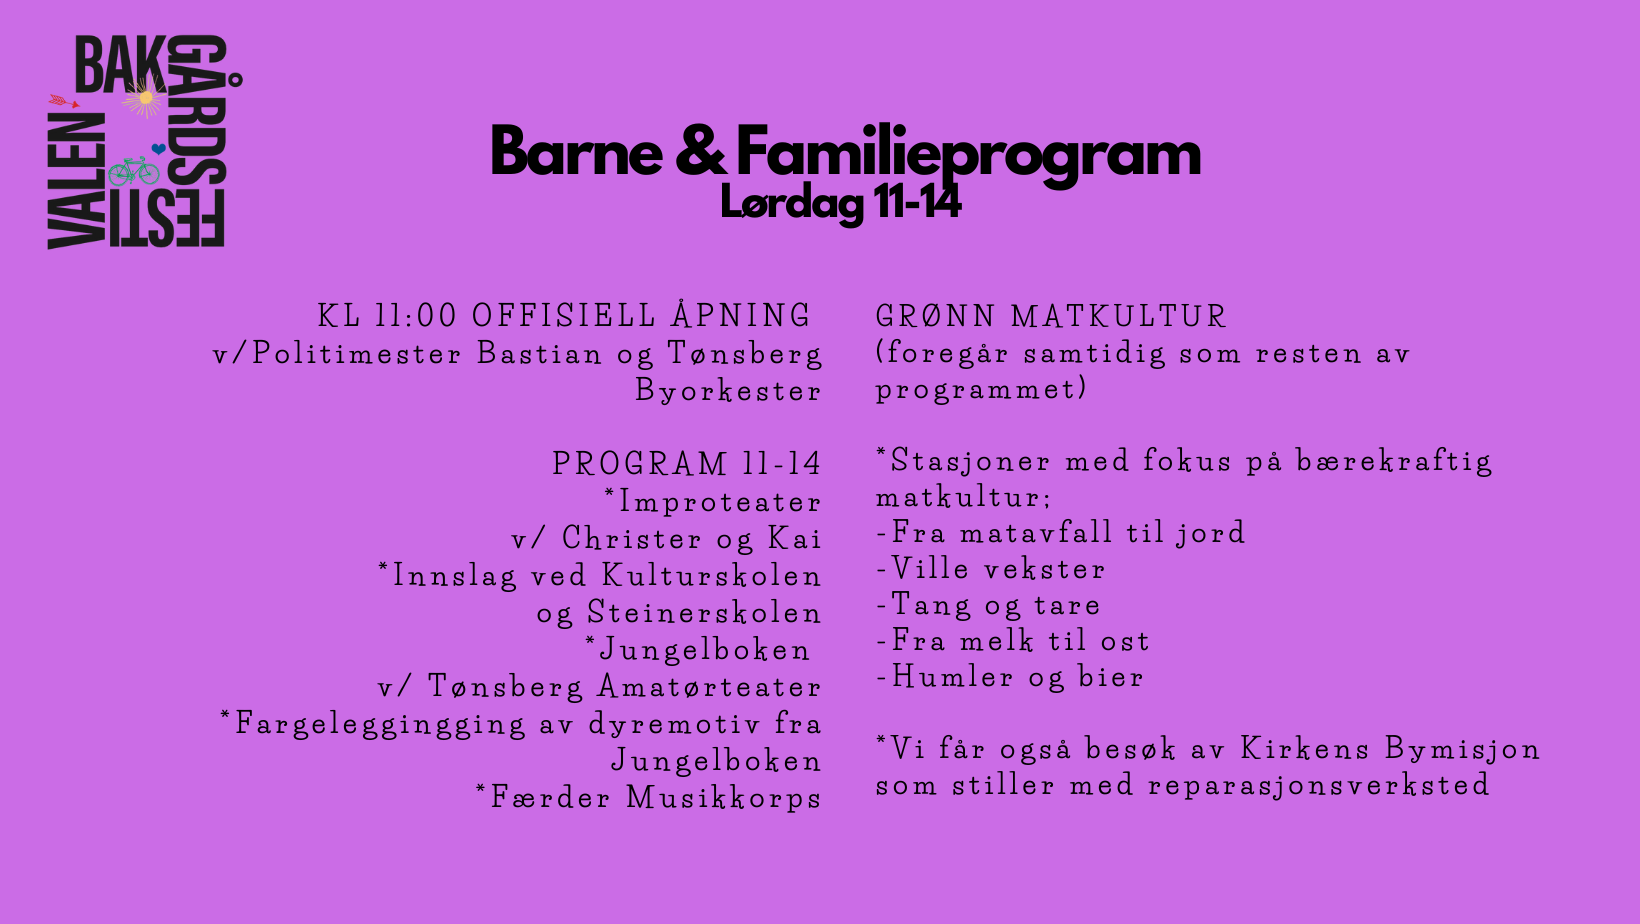 BAK
GÅRDS
FESTI
VALEN
Barne & Familieprogram
Lørdag 11-14
KL 11:00 OFFISIELL ÅPNING
v/Politimester Bastian og Tønsberg
Byorkester
PROGRAM 11-14
*Improteater
v/ Christer og Kai
*Innslag ved Kulturskolen
og Steinerskolen
*Jungelboken
v/ Tønsberg Amatørteater
*Fargeleggingging av dyremotiv fra
Jungelboken
*Færder Musikkorps
GRØNN MATKULTUR
(foregår samtidig som resten av
programmet)
*Stasjoner med fokus på bærekraftig
matkultur;
-Fra matavfall til jord
-Ville vekster
-Tang og tare
-Fra melk til ost
-Humler og bier
*Vi får også besøk av Kirkens Bymisjon
som stiller med reparasjonsverksted